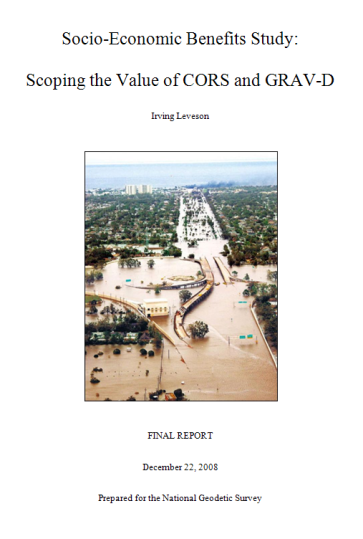 Socio-Economic Benefits Study:
Scoping the Value of CORS and GRAV-D
Irving Leveson
FINAL REPORT
December 22, 2008
Prepared for the National Geodetic Survey